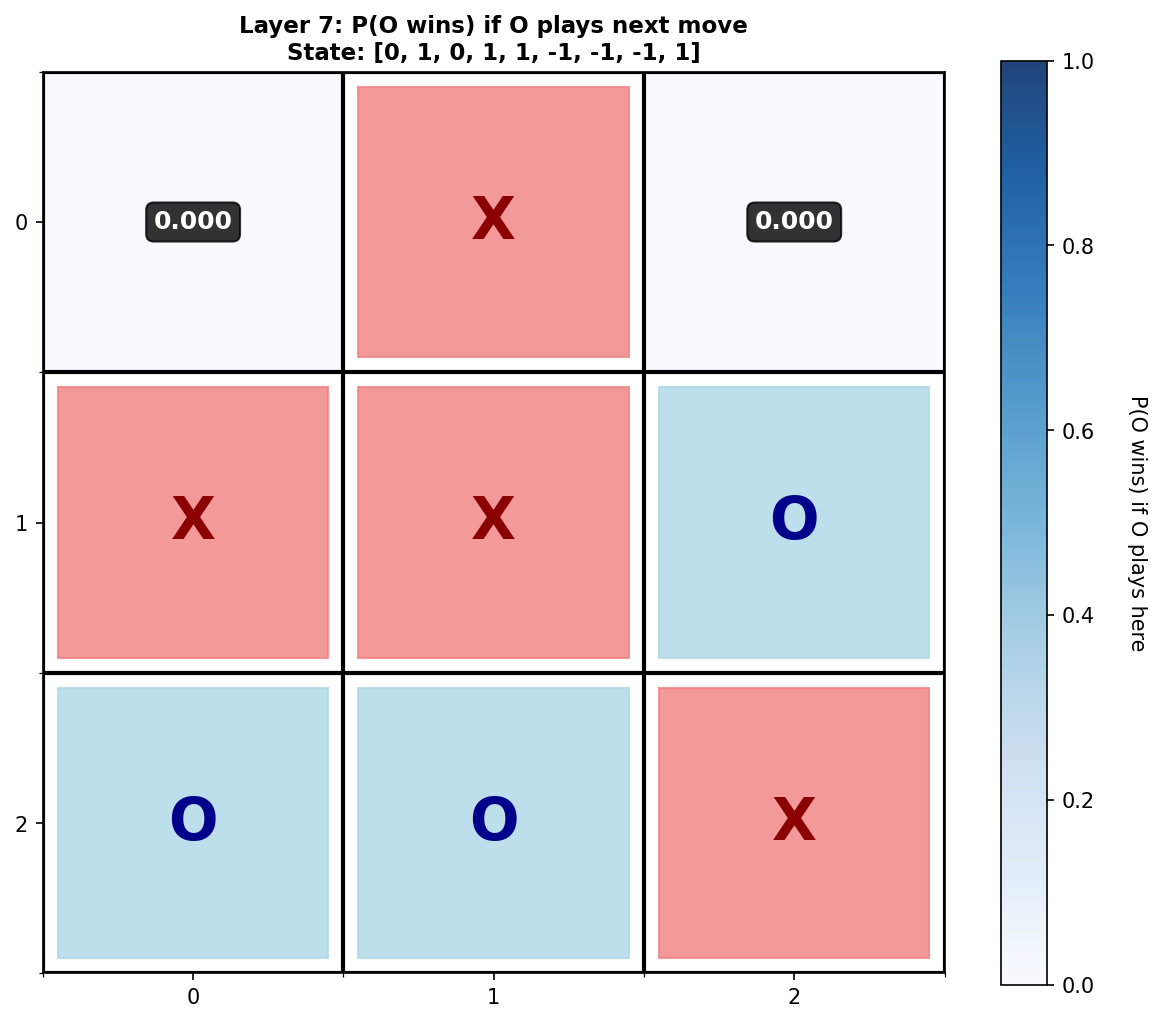 Layer 7: P(O wins) if O plays next move
State: [0, 1, 0, 1, 1, -1, -1, -1, 1]
0.000
X
0.000
X
X
O
O
O
X
0
1
2
0
1
2
1.0
0.8
0.6
0.4
0.2
0.0
P(O wins) if O plays here